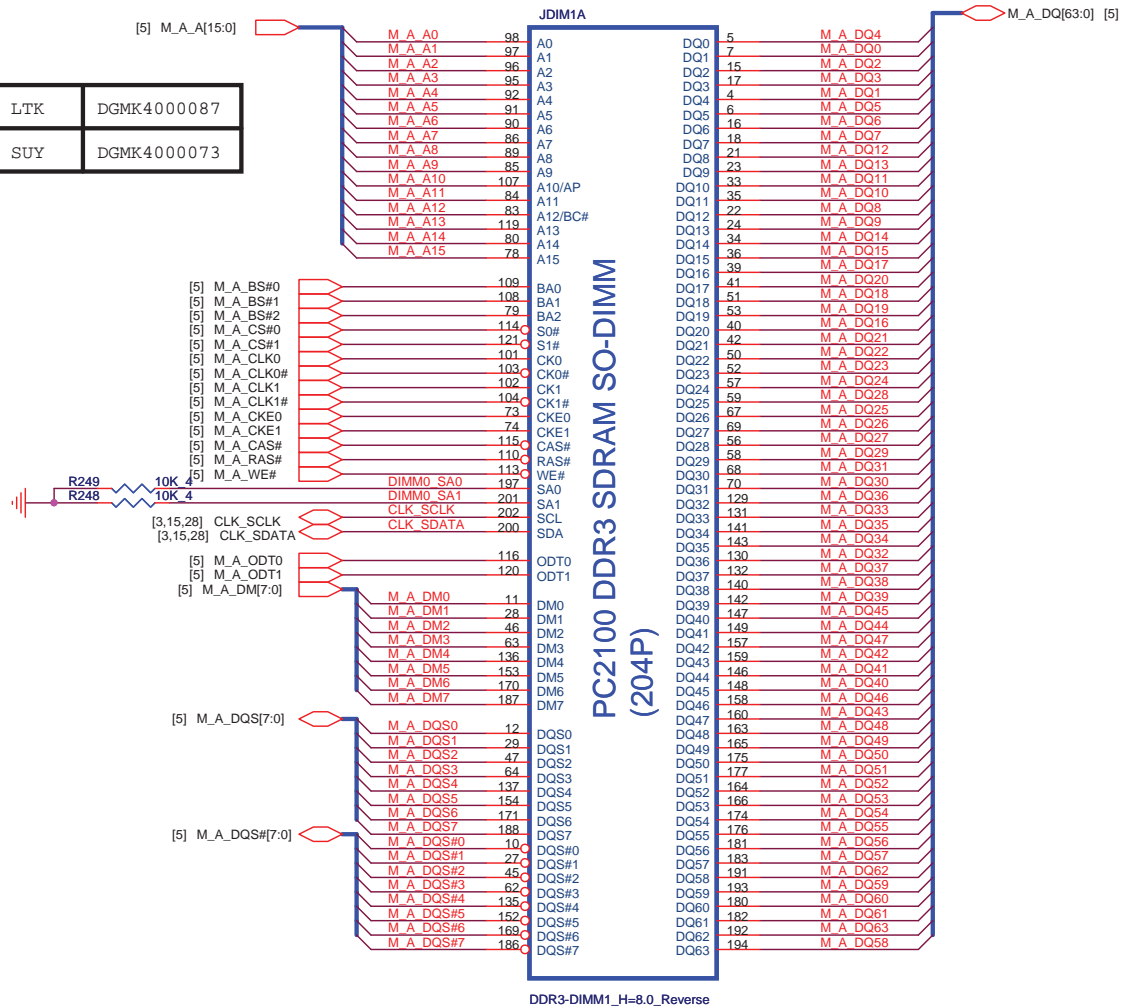 JDIM1A
[5] M_A_A[15:0]
M_A_DQ[63:0] [5]
LTK DGMK4000087
SUY DGMK4000073
M_A_A0 98 A0 DQ0 5 M_A_DQ4
M_A_A1 97 A1 DQ1 7 M_A_DQ0
M_A_A2 96 A2 DQ2 15 M_A_DQ2
M_A_A3 95 A3 DQ3 17 M_A_DQ3
M_A_A4 92 A4 DQ4 4 M_A_DQ1
M_A_A5 91 A5 DQ5 6 M_A_DQ5
M_A_A6 90 A6 DQ6 16 M_A_DQ6
M_A_A7 86 A7 DQ7 18 M_A_DQ7
M_A_A8 89 A8 DQ8 21 M_A_DQ12
M_A_A9 85 A9 DQ9 23 M_A_DQ13
M_A_A10 107 A10/AP DQ10 33 M_A_DQ11
M_A_A11 84 A11 DQ11 35 M_A_DQ10
M_A_A12 83 A12/BC# DQ12 22 M_A_DQ8
M_A_A13 119 A13 DQ13 24 M_A_DQ9
M_A_A14 80 A14 DQ14 34 M_A_DQ14
M_A_A15 78 A15 DQ15 36 M_A_DQ15
DQ16 39 M_A_DQ17
[5] M_A_BS#0 109 BA0 DQ17 41 M_A_DQ20
[5] M_A_BS#1 108 BA1 DQ18 51 M_A_DQ18
[5] M_A_BS#2 79 BA2 DQ19 53 M_A_DQ19
[5] M_A_CS#0 114 S0# DQ20 40 M_A_DQ16
[5] M_A_CS#1 121 S1# DQ21 42 M_A_DQ21
[5] M_A_CLK0 101 CK0 DQ22 50 M_A_DQ22
[5] M_A_CLK0# 103 CK0# DQ23 52 M_A_DQ23
[5] M_A_CLK1 102 CK1 DQ24 57 M_A_DQ24
[5] M_A_CLK1# 104 CK1# DQ25 59 M_A_DQ28
[5] M_A_CKE0 73 CKE0 DQ26 67 M_A_DQ25
[5] M_A_CKE1 74 CKE1 DQ27 69 M_A_DQ26
[5] M_A_CAS# 115 CAS# DQ28 56 M_A_DQ27
[5] M_A_RAS# 110 RAS# DQ29 58 M_A_DQ29
[5] M_A_WE# 113 WE# DQ30 68 M_A_DQ31
R249 10K_4 DIMM0_SA0 197 SA0 DQ31 70 M_A_DQ30
R248 10K_4 DIMM0_SA1 201 SA1 DQ32 129 M_A_DQ36
[3,15,28] CLK_SCLK CLK_SCLK 202 SCL DQ33 131 M_A_DQ33
[3,15,28] CLK_SDATA CLK_SDATA 200 SDA DQ34 141 M_A_DQ35
DQ35 143 M_A_DQ34
[5] M_A_ODT0 116 ODT0 DQ36 130 M_A_DQ32
[5] M_A_ODT1 120 ODT1 DQ37 132 M_A_DQ37
[5] M_A_DM[7:0] DQ38 140 M_A_DQ38
M_A_DM0 11 DM0 DQ39 142 M_A_DQ39
M_A_DM1 28 DM1 DQ40 147 M_A_DQ45
M_A_DM2 46 DM2 DQ41 149 M_A_DQ44
M_A_DM3 63 DM3 DQ42 157 M_A_DQ47
M_A_DM4 136 DM4 DQ43 159 M_A_DQ42
M_A_DM5 153 DM5 DQ44 146 M_A_DQ41
M_A_DM6 170 DM6 DQ45 148 M_A_DQ40
M_A_DM7 187 DM7 DQ46 158 M_A_DQ46
[5] M_A_DQS[7:0] DQ47 160 M_A_DQ43
M_A_DQS0 12 DQS0 DQ48 163 M_A_DQ48
M_A_DQS1 29 DQS1 DQ49 165 M_A_DQ49
M_A_DQS2 47 DQS2 DQ50 175 M_A_DQ50
M_A_DQS3 64 DQS3 DQ51 177 M_A_DQ51
M_A_DQS4 137 DQS4 DQ52 164 M_A_DQ52
M_A_DQS5 154 DQS5 DQ53 166 M_A_DQ53
M_A_DQS6 171 DQS6 DQ54 174 M_A_DQ54
M_A_DQS7 188 DQS7 DQ55 176 M_A_DQ55
[5] M_A_DQS#[7:0] M_A_DQS#0 10 DQS#0 DQ56 181 M_A_DQ56
M_A_DQS#1 27 DQS#1 DQ57 183 M_A_DQ57
M_A_DQS#2 45 DQS#2 DQ58 191 M_A_DQ62
M_A_DQS#3 62 DQS#3 DQ59 193 M_A_DQ59
M_A_DQS#4 135 DQS#4 DQ60 180 M_A_DQ60
M_A_DQS#5 152 DQS#5 DQ61 182 M_A_DQ61
M_A_DQS#6 169 DQS#6 DQ62 192 M_A_DQ63
M_A_DQS#7 186 DQS#7 DQ63 194 M_A_DQ58
PC2100 DDR3 SDRAM SO-DIMM
(204P)
DDR3-DIMM1_H=8.0_Reverse